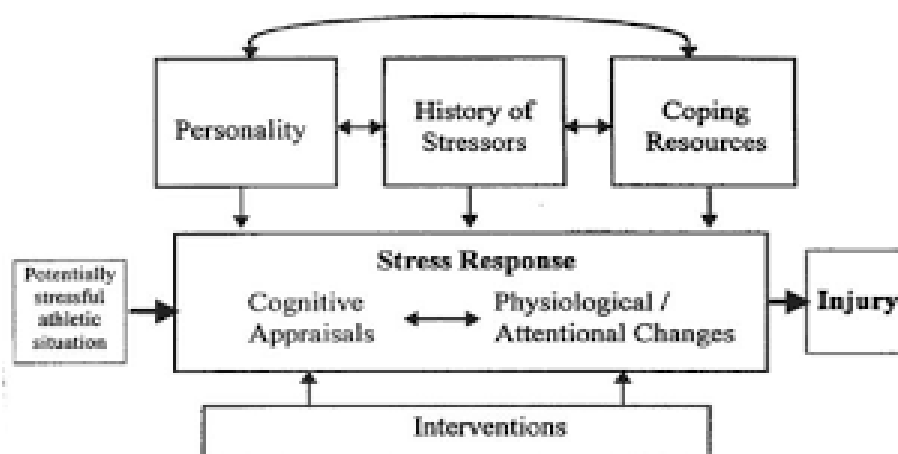 Personality
History of
Stressors
Coping
Resources
Potentially
stressful
athletic
situation
Stress Response
Cognitive
Appraisals
Physiological /
Attentional Changes
Injury
Interventions